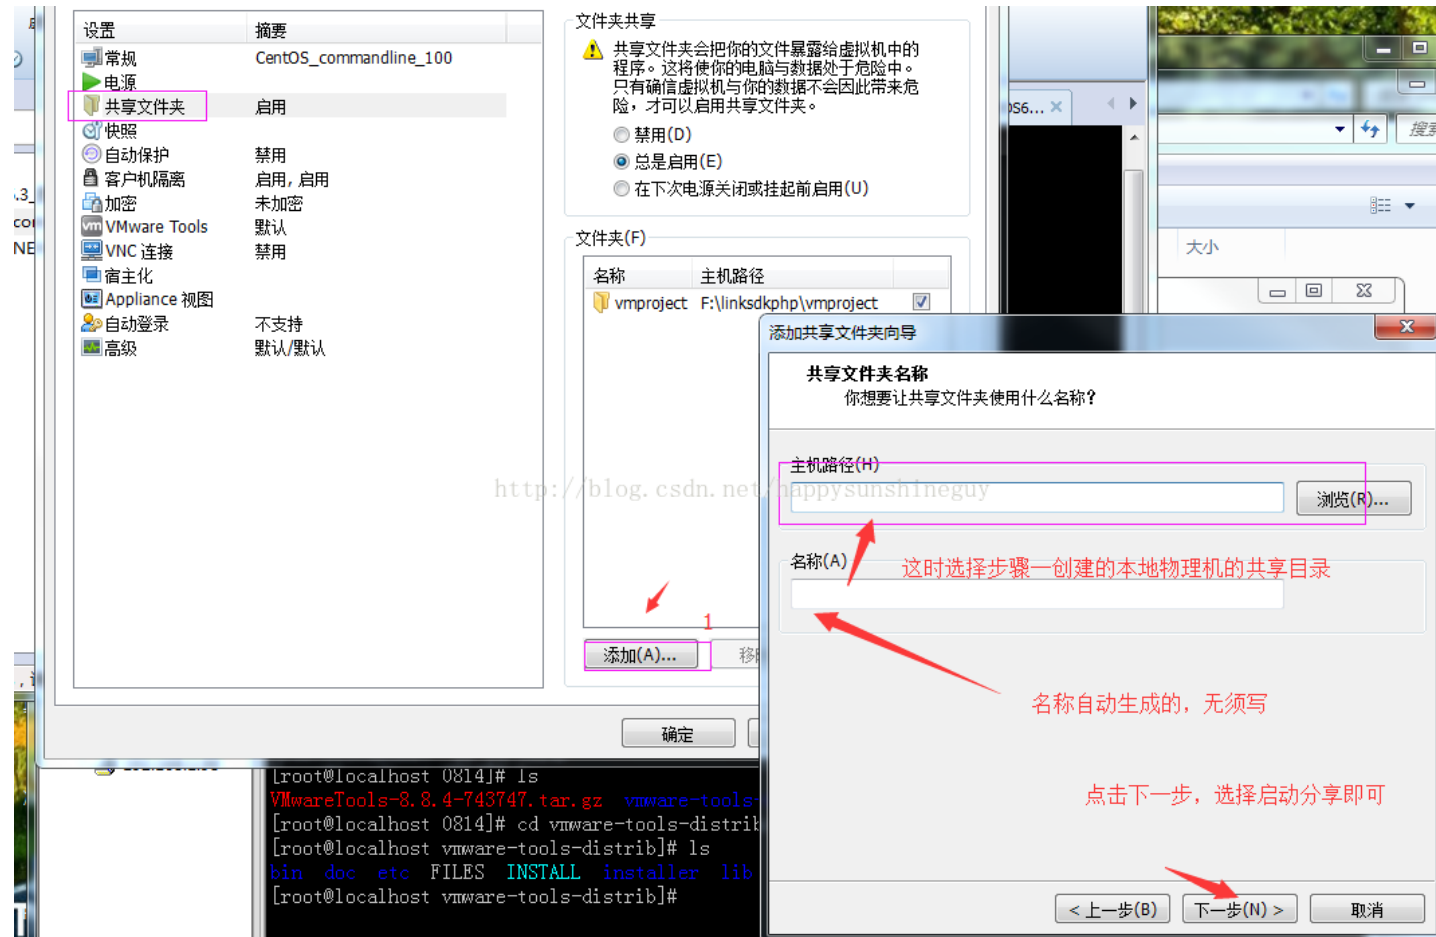 设置 摘要
常规 CentOS_commandline_100
电源
共享文件夹 启用
快照
自动保护 禁用
客户机隔离 启用, 启用
加密 未加密
VMware Tools 默认
VNC 连接 禁用
宿主化
Appliance 视图
自动登录 不支持
高级 默认/默认
文件夹共享
共享文件夹会把你的文件暴露给虚拟机中的
程序。这将使你的电脑与数据处于危险中。
只有确信虚拟机与你的数据不会因此带来危
险，才可以启用共享文件夹。
禁用(D)
总是启用(E)
在下次电源关闭或挂起前启用(U)
文件夹(F)
名称 主机路径
vmproject F:\linksdkphp\vmproject
1
添加(A)...
移
确定
OS6...
搜索
大小
.3_
NE
添加共享文件夹向导
共享文件夹名称
你想要让共享文件夹使用什么名称?
主机路径(H)
浏览(R)...
http://blog.csdn.net/happysunshineguy
名称(A)
这时选择步骤一创建的本地物理机的共享目录
名称自动生成的，无须写
点击下一步，选择启动分享即可
< 上一步(B)
下一步(N) >
取消
[root@localhost 0814]# ls
VMwareTools-8.8.4-743747.tar.gz vmware-tools-
[root@localhost 0814]# cd vmware-tools-distrib
[root@localhost vmware-tools-distrib]# ls
bin doc etc FILES INSTALL installer lib
[root@localhost vmware-tools-distrib]#